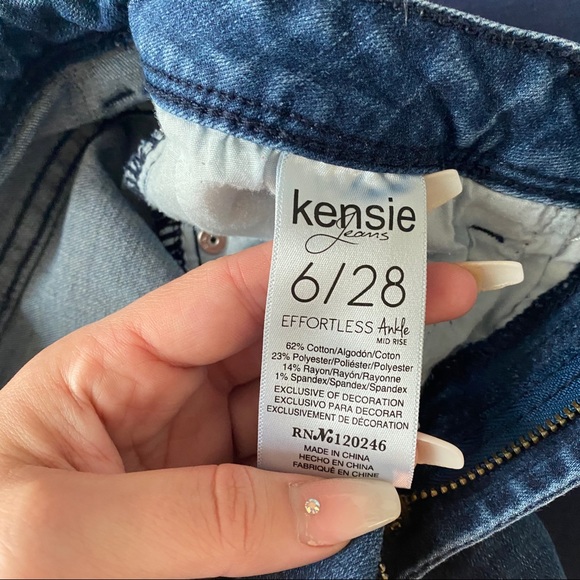 kensie
Jeans
6/28
EFFORTLESS Ankle
MID RISE
62% Cotton/Algodón/Coton
23% Polyester/Poliéster/Polyester
14% Rayon/Rayón/Rayonne
1% Spandex/Spandex/Spandex
EXCLUSIVE OF DECORATION
EXCLUSIVO PARA DECORAR
EXCLUSIVEMENT DE DÉCORATION
RN№120246
MADE IN CHINA
HECHO EN CHINA
FABRIQUÉ EN CHINE